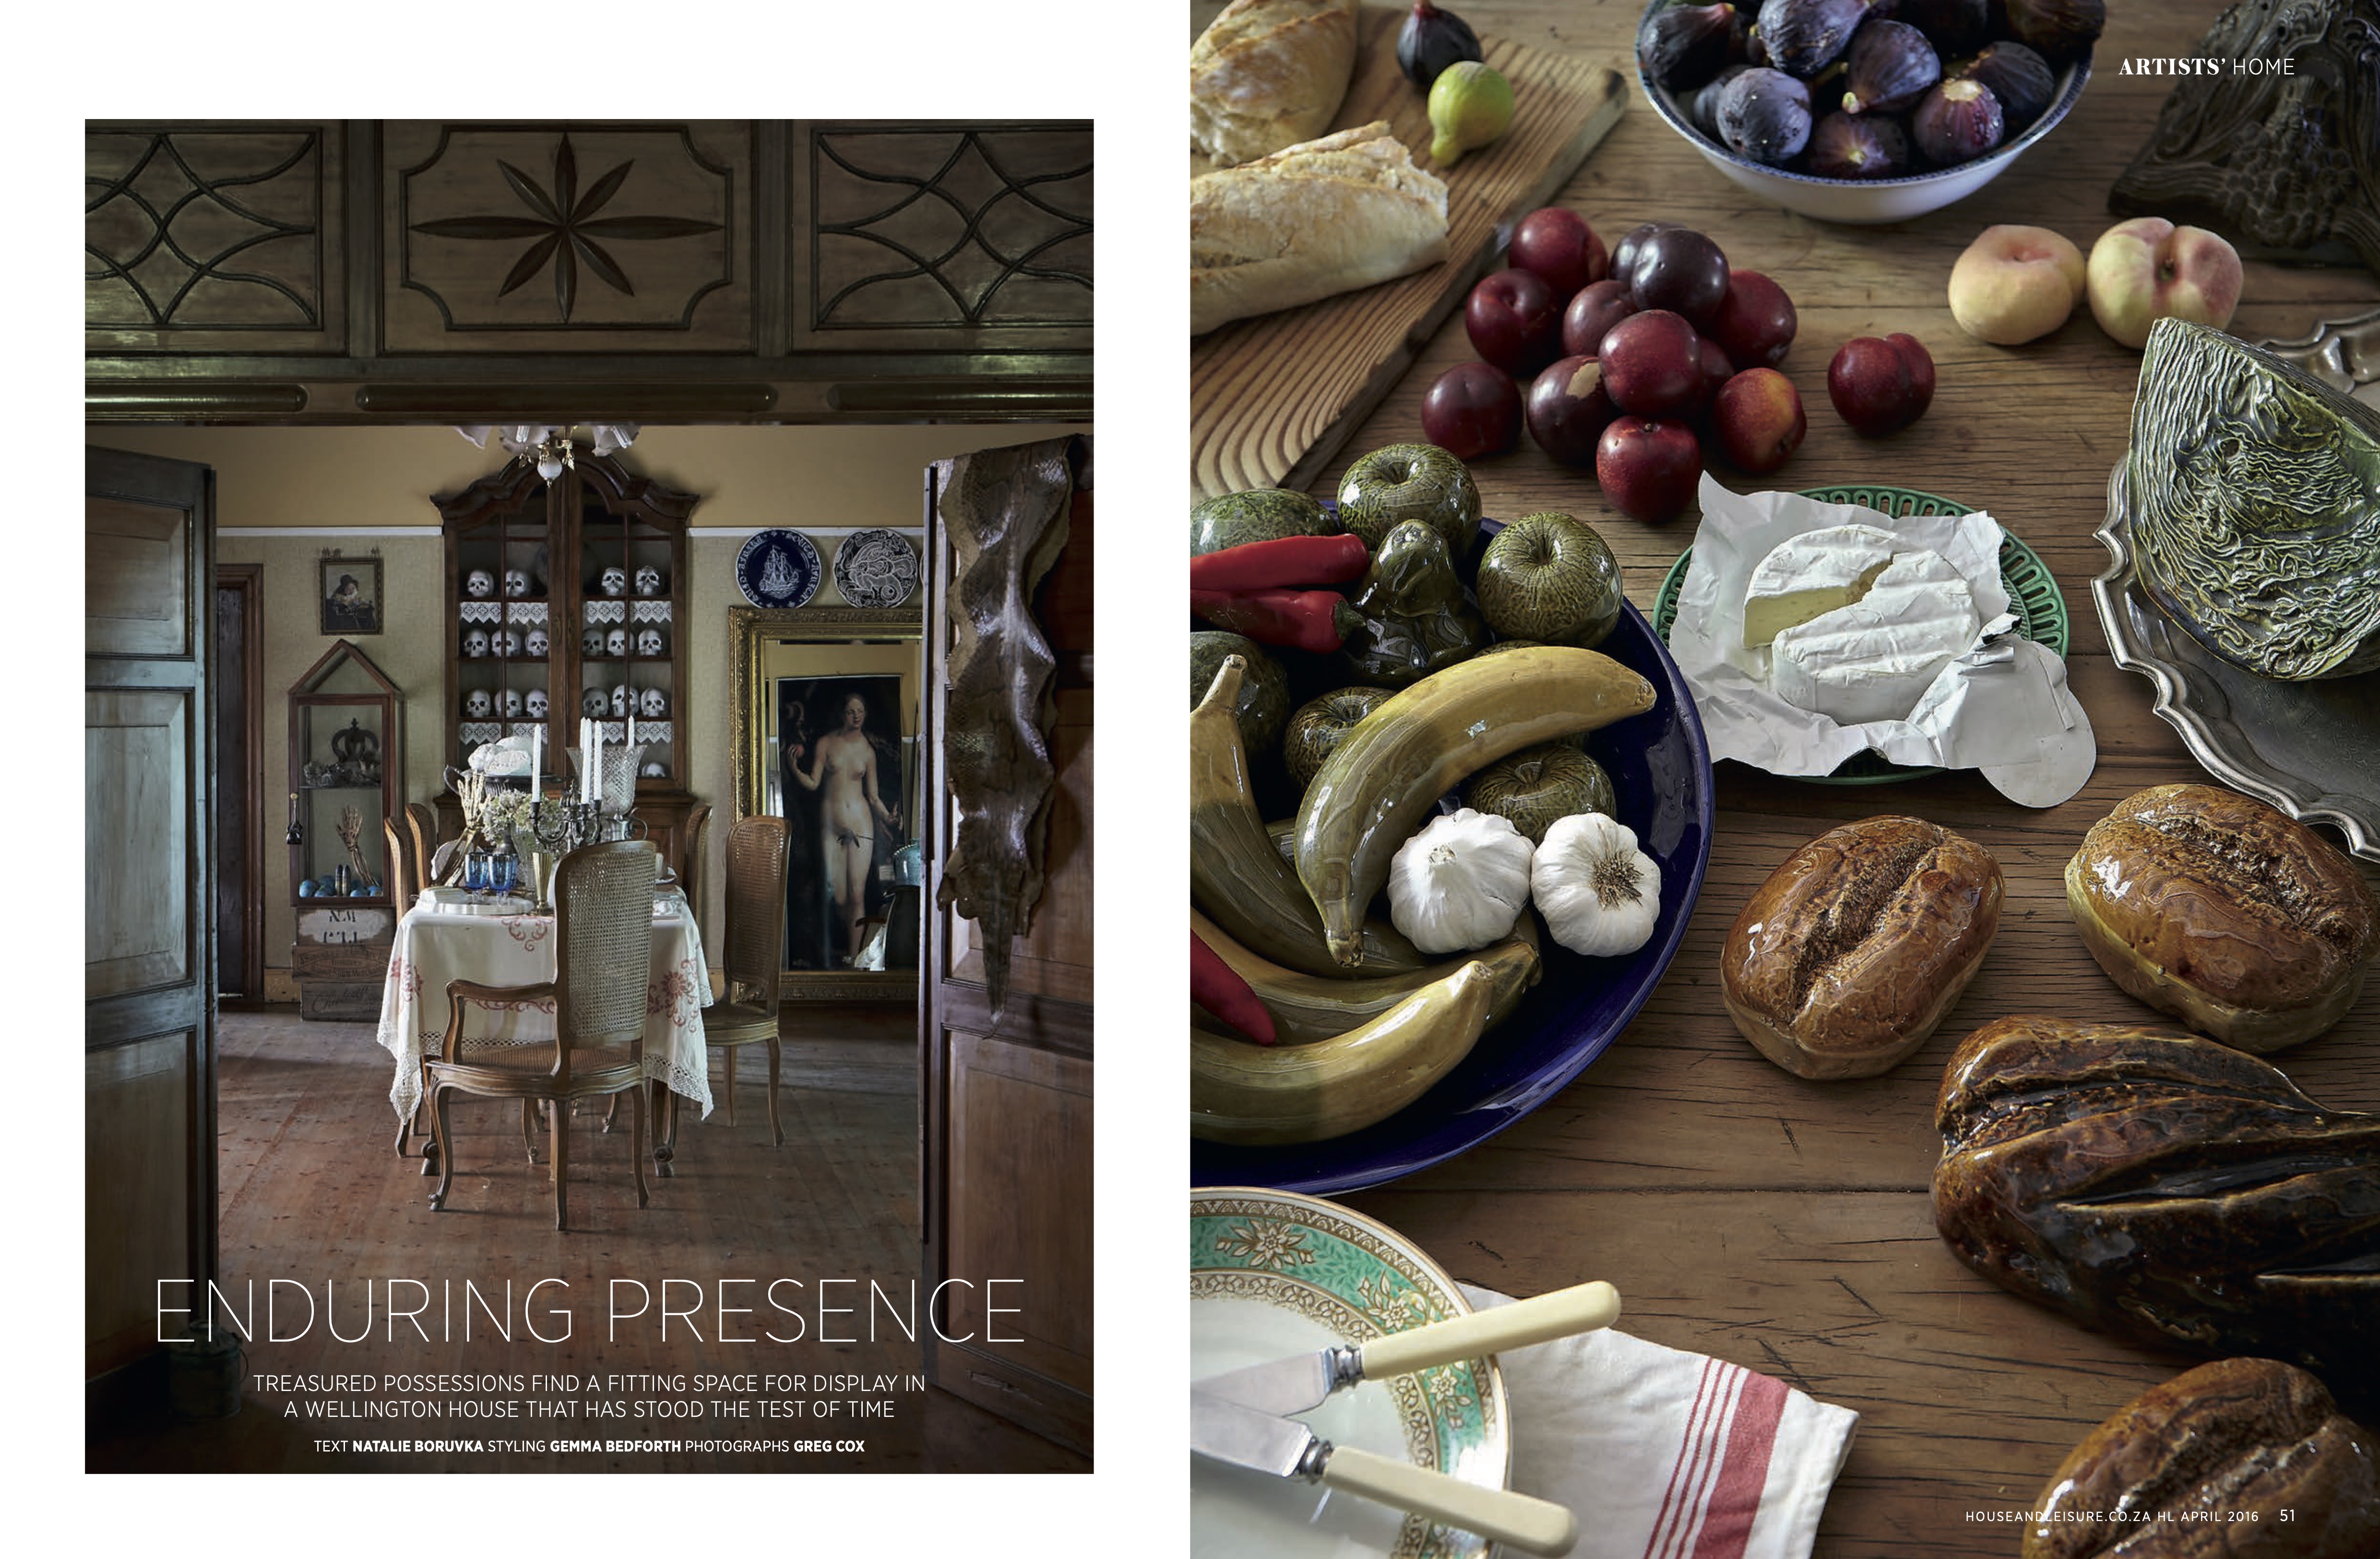 ENDURING PRESENCE
TREASURED POSSESSIONS FIND A FITTING SPACE FOR DISPLAY IN
A WELLINGTON HOUSE THAT HAS STOOD THE TEST OF TIME
TEXT NATALIE BORUVKA STYLING GEMMA BEDFORTH PHOTOGRAPHS GREG COX
ARTISTS' HOME
HOUSEANDLEISURE.CO.ZA HL APRIL 2016 51